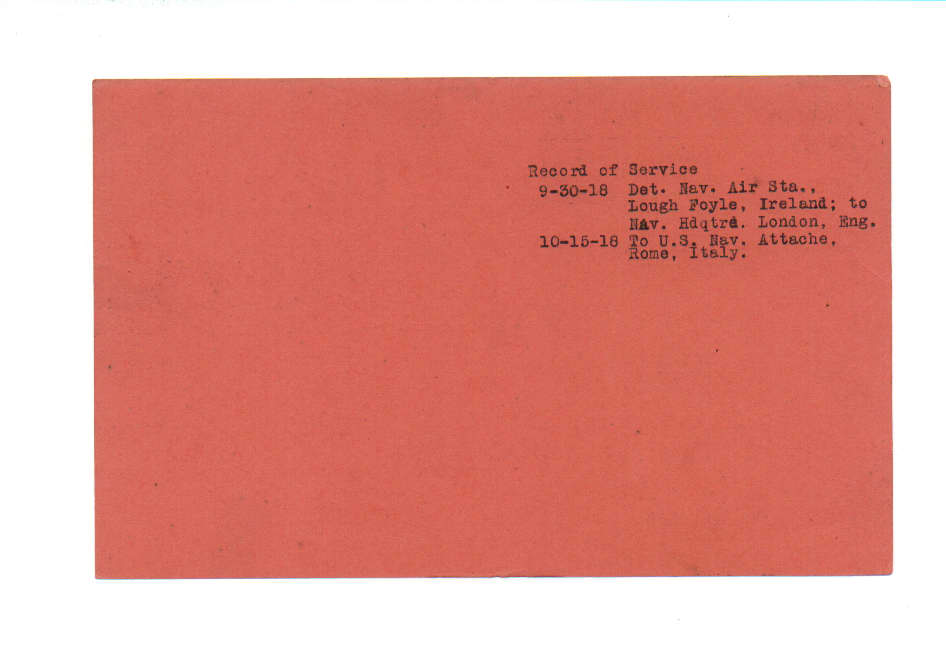 Record of Service
9-30-18 Det. Nav. Air Sta.,
Lough Foyle, Ireland; to
Nav. Hdqtrs. London, Eng.
10-15-18 To U.S. Nav. Attache,
Rome, Italy.